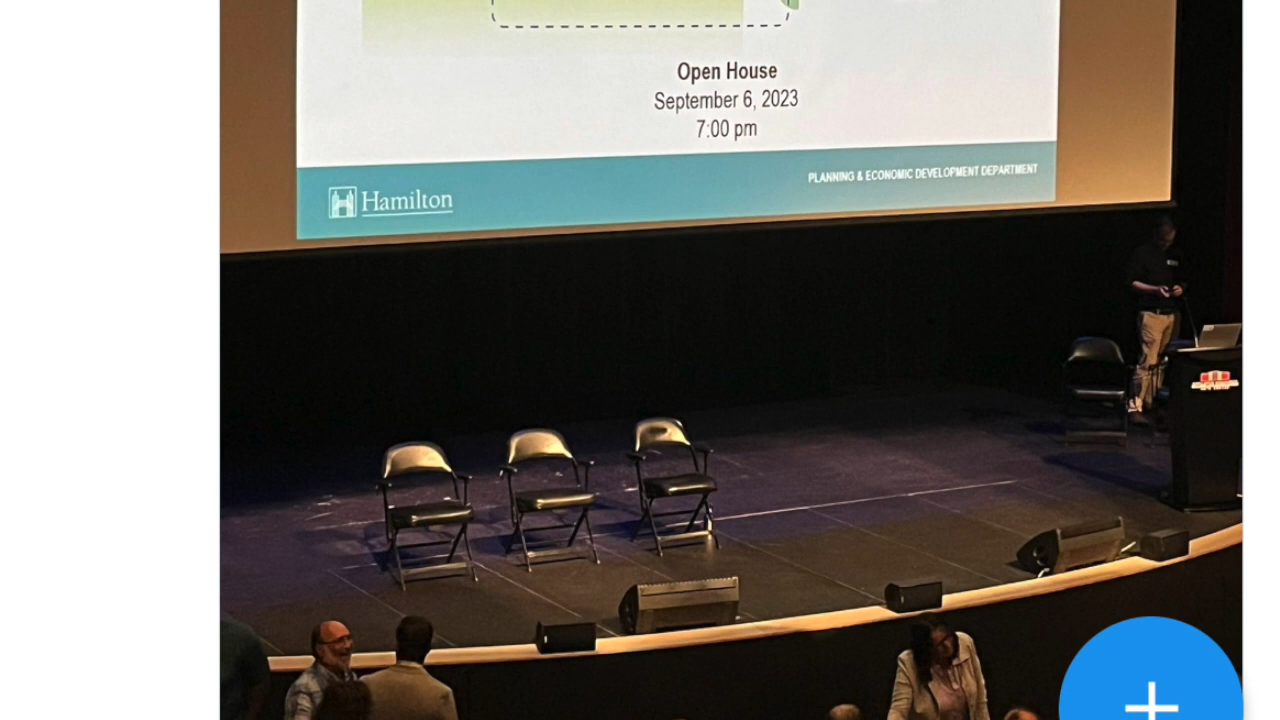 Open House
September 6, 2023
7:00 pm
PLANNING & ECONOMIC DEVELOPMENT DEPARTMENT
Hamilton